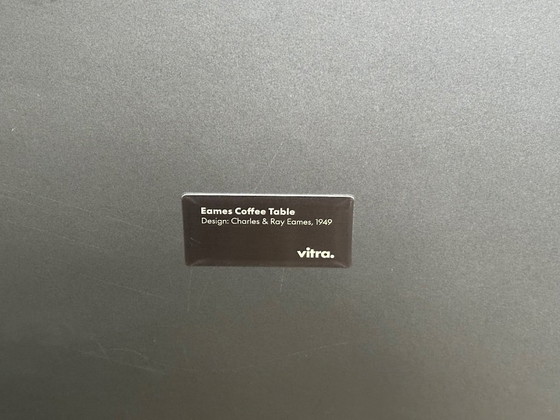 Eames Coffee Table
Design: Charles & Ray Eames, 1949
vitra.